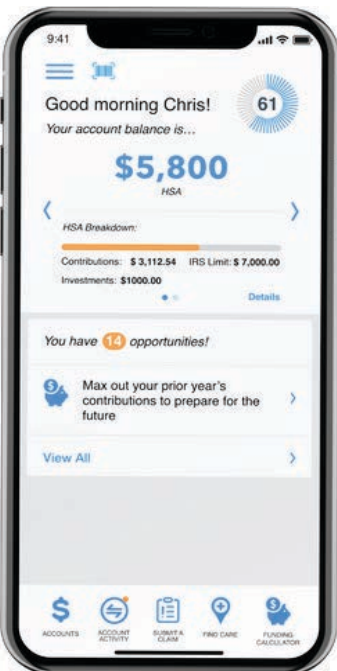 9:41
Good morning Chris!
61
Your account balance is...
$5,800
HSA
HSA Breakdown:
Contributions: $ 3,112.54 IRS Limit: $ 7,000.00
Investments: $1000.00
Details
You have 14 opportunities!
Max out your prior year's
contributions to prepare for the
future
View All
ACCOUNTS
ACCOUNT
ACTIVITY
SUBMIT A
CLAIM
FIND CARE
FUNDING
CALCULATOR